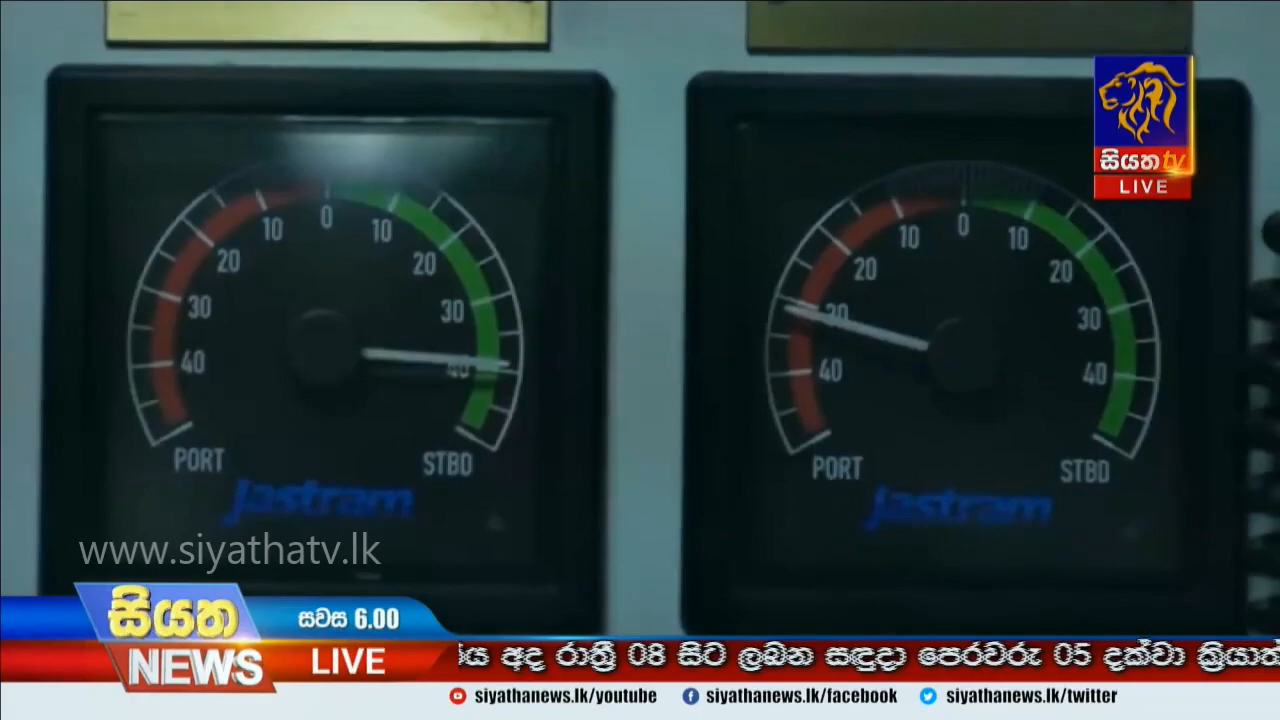 සියත tv
LIVE
0
10 10
20 20
30 30
40 40
PORT STBD
Jastram
0
10 10
20 20
30 30
40 40
PORT STBD
Jastram
www.siyathatv.lk
සියත
NEWS
සවස 6.00
LIVE
ය අද රාත්‍රී 08 සිට ලබන සඳුදා පෙරවරු 05 දක්වා
siyathanews.lk/youtube siyathanews.lk/facebook siyathanews.lk/twitter